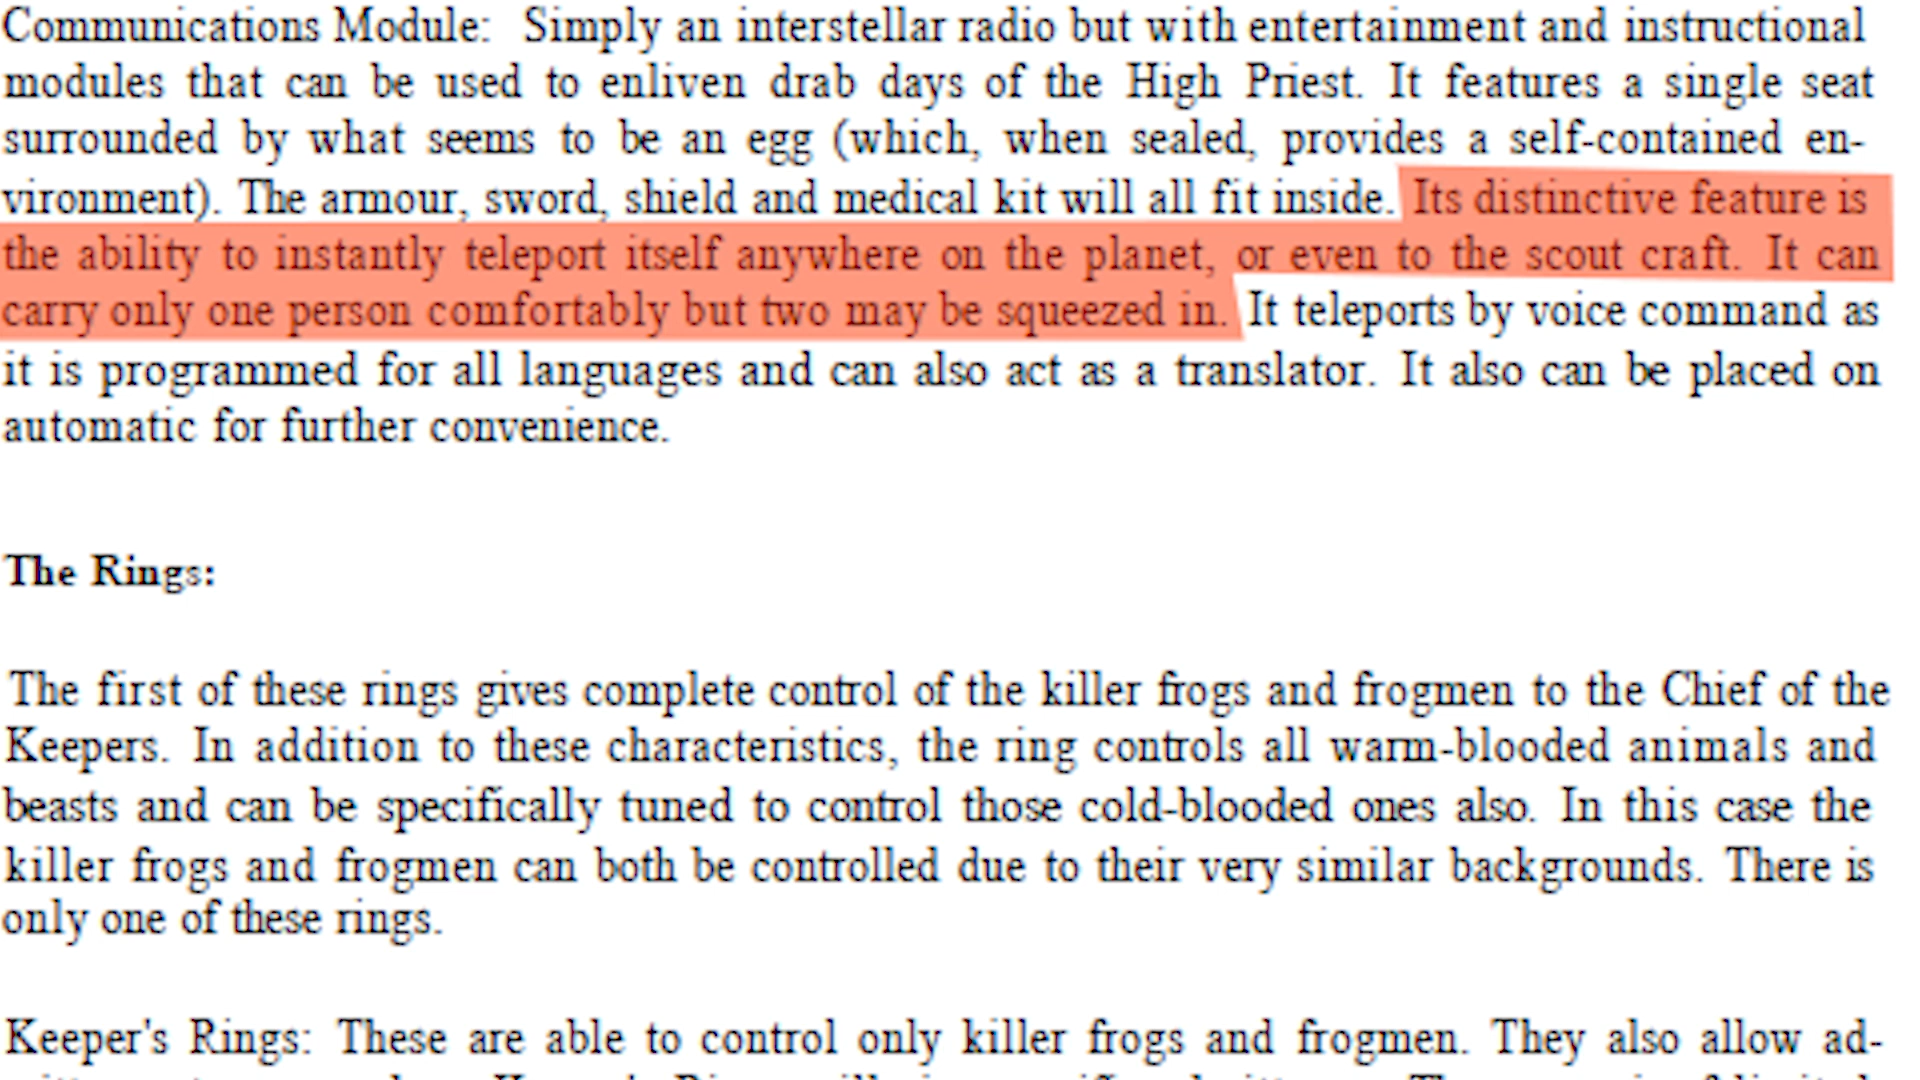 Communications Module: Simply an interstellar radio but with entertainment and instructional
modules that can be used to enliven drab days of the High Priest. It features a single seat
surrounded by what seems to be an egg (which, when sealed, provides a self-contained en-
vironment). The armour, sword, shield and medical kit will all fit inside. Its distinctive feature is
the ability to instantly teleport itself anywhere on the planet, or even to the scout craft. It can
carry only one person comfortably but two may be squeezed in. It teleports by voice command as
it is programmed for all languages and can also act as a translator. It also can be placed on
automatic for further convenience.
The Rings:
The first of these rings gives complete control of the killer frogs and frogmen to the Chief of the
Keepers. In addition to these characteristics, the ring controls all warm-blooded animals and
beasts and can be specifically tuned to control those cold-blooded ones also. In this case the
killer frogs and frogmen can both be controlled due to their very similar backgrounds. There is
only one of these rings.
Keeper's Rings: These are able to control only killer frogs and frogmen. They also allow ad-